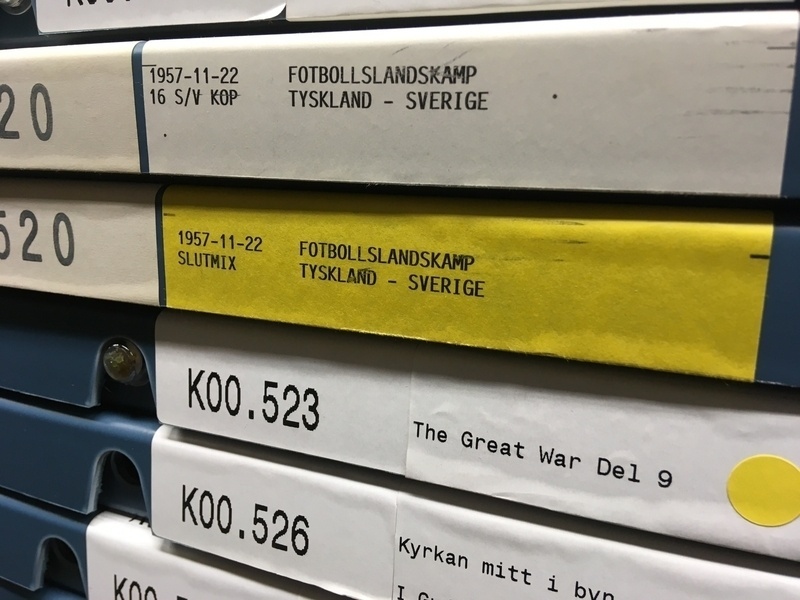 20
1957-11-22
16 S/V KOP
FOTBOLLSLANDSKAMP
TYSKLAND - SVERIGE
520
1957-11-22
SLUTMIX
FOTBOLLSLANDSKAMP
TYSKLAND - SVERIGE
K00.523
The Great War Del 9
K00.526
Kyrkan mitt i byn
I
K00.